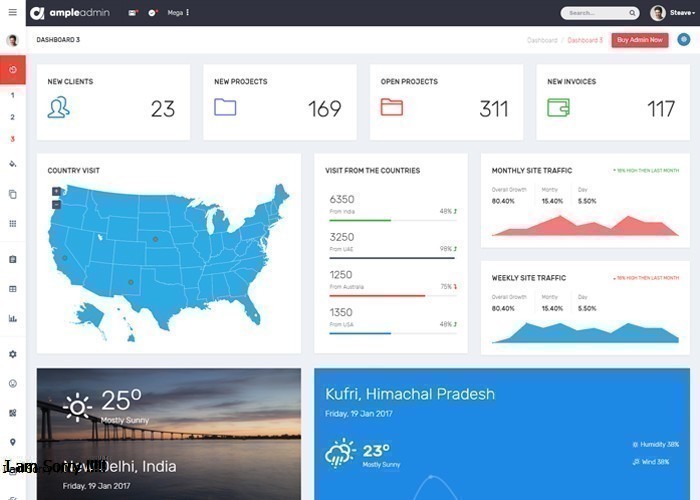 ampleadmin
Mega
Search...
Steave
DASHBOARD 3
Dashboard / Dashboard 3
Buy Admin Now
1
2
3
NEW CLIENTS
23
NEW PROJECTS
169
OPEN PROJECTS
311
NEW INVOICES
117
COUNTRY VISIT
+
-
VISIT FROM THE COUNTRIES
6350
From India
48%
3250
From UAE
98%
1250
From Australia
75%
1350
From USA
48%
MONTHLY SITE TRAFFIC
18% HIGH THEN LAST MONTH
Overall Growth
80.40%
Montly
15.40%
Day
5.50%
WEEKLY SITE TRAFFIC
18% HIGH THEN LAST MONTH
Overall Growth
80.40%
Montly
15.40%
Day
5.50%
25°
Mostly Sunny
New Delhi, India
Friday, 19 Jan 2017
I am Sorry !!!
Kufri, Himachal Pradesh
Friday, 19 Jan 2017
23°
Mostly Sunny
Humidity 38%
Wind 38%